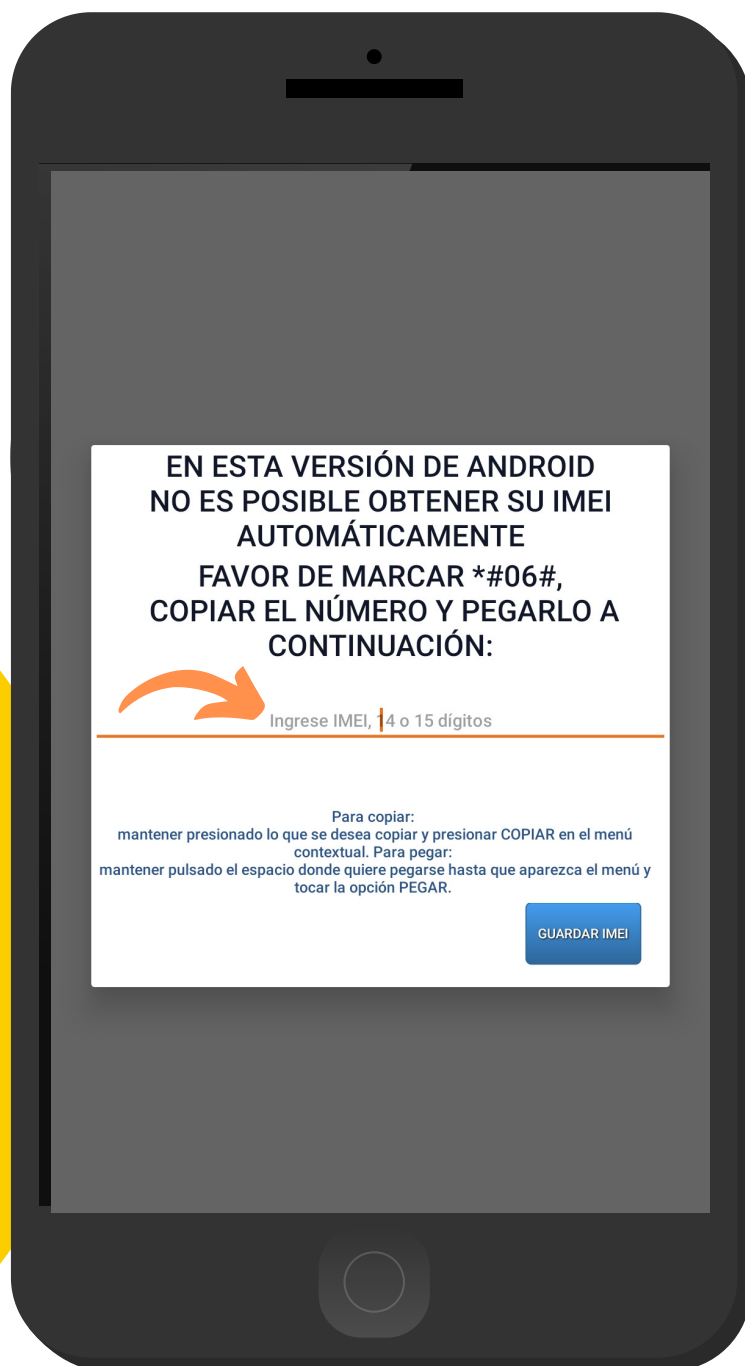 EN ESTA VERSIÓN DE ANDROID
NO ES POSIBLE OBTENER SU IMEI
AUTOMÁTICAMENTE
FAVOR DE MARCAR *#06#,
COPIAR EL NÚMERO Y PEGARLO A
CONTINUACIÓN:
Ingrese IMEI, 14 o 15 dígitos
Para copiar:
mantener presionado lo que se desea copiar y presionar COPIAR en el menú
contextual. Para pegar:
mantener pulsado el espacio donde quiere pegarse hasta que aparezca el menú y
tocar la opción PEGAR.
GUARDAR IMEI